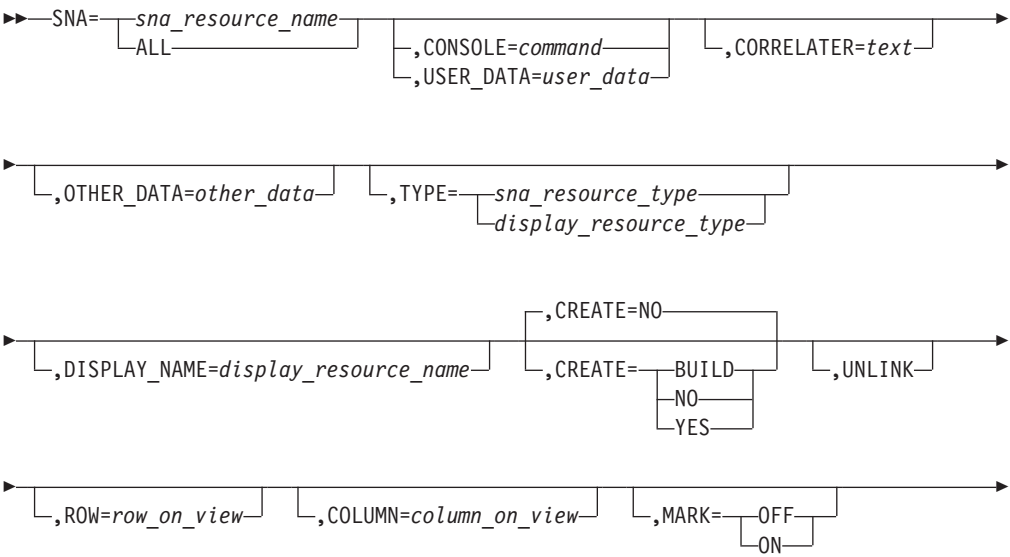 SNA= sna_resource_name
ALL
,CONSOLE=command
,USER_DATA=user_data
,CORRELATER=text
,OTHER_DATA=other_data
,TYPE= sna_resource_type
display_resource_type
,DISPLAY_NAME=display_resource_name
,CREATE=NO
,CREATE= BUILD
NO
YES
,UNLINK
,ROW=row_on_view
,COLUMN=column_on_view
,MARK= OFF
ON